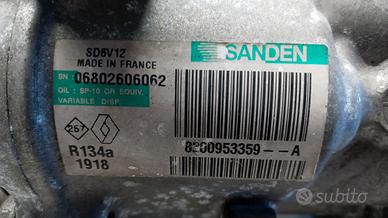 SD6V12
MADE IN FRANCE
SANDEN
SN: 06802606062
OIL: SP-10 OR EQUIV.
VARIABLE DISP.
257
R134a
1918
8200953359--A
subito